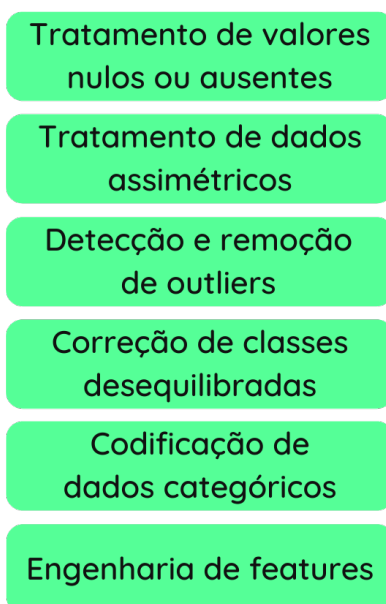 Tratamento de valores
nulos ou ausentes
Tratamento de dados
assimétricos
Detecção e remoção
de outliers
Correção de classes
desequilibradas
Codificação de
dados categóricos
Engenharia de features